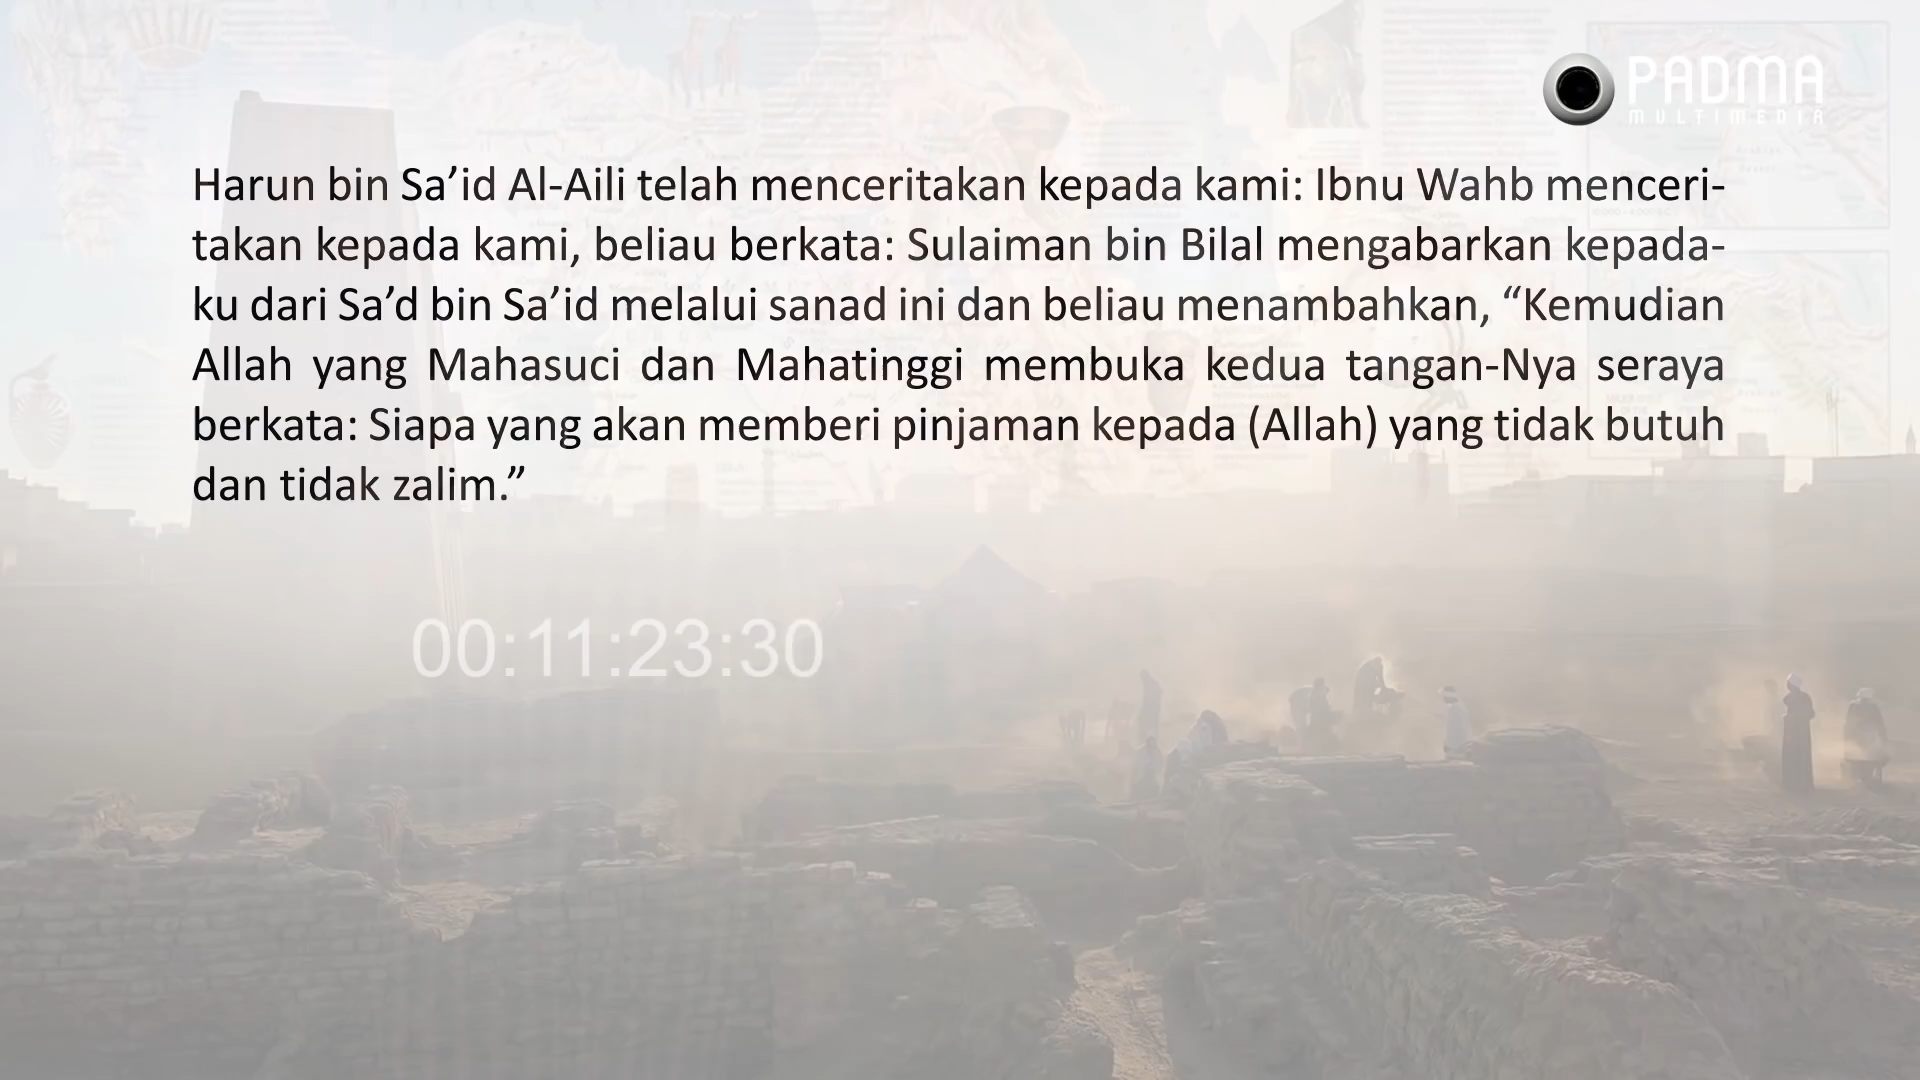 PADMA
MULTIMEDIA
Harun bin Sa’id Al-Aili telah menceritakan kepada kami: Ibnu Wahb menceri-
takan kepada kami, beliau berkata: Sulaiman bin Bilal mengabarkan kepada-
ku dari Sa’d bin Sa’id melalui sanad ini dan beliau menambahkan, “Kemudian
Allah yang Mahasuci dan Mahatinggi membuka kedua tangan-Nya seraya
berkata: Siapa yang akan memberi pinjaman kepada (Allah) yang tidak butuh
dan tidak zalim.”
00:11:23:30